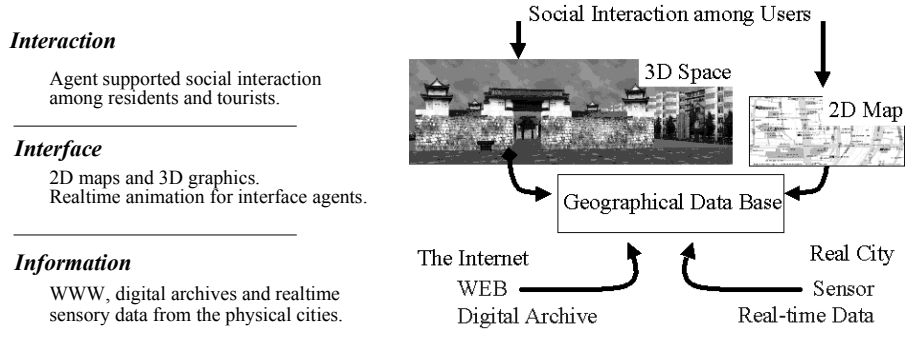 Interaction
Agent supported social interaction
among residents and tourists.
Interface
2D maps and 3D graphics.
Realtime animation for interface agents.
Information
WWW, digital archives and realtime
sensory data from the physical cities.
Social Interaction among Users
3D Space
2D Map
Geographical Data Base
The Internet
WEB
Digital Archive
Real City
Sensor
Real-time Data